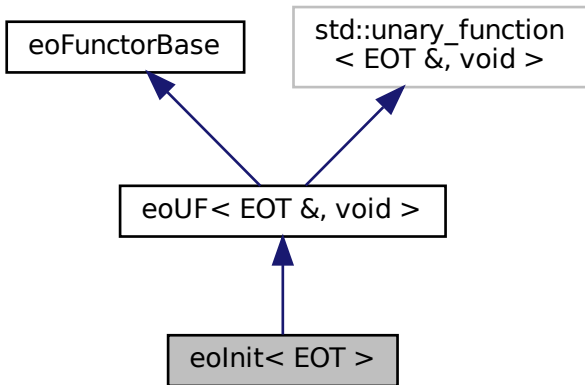 eoFunctorBase
std::unary_function
< EOT &, void >
eoUF< EOT &, void >
eoInit< EOT >